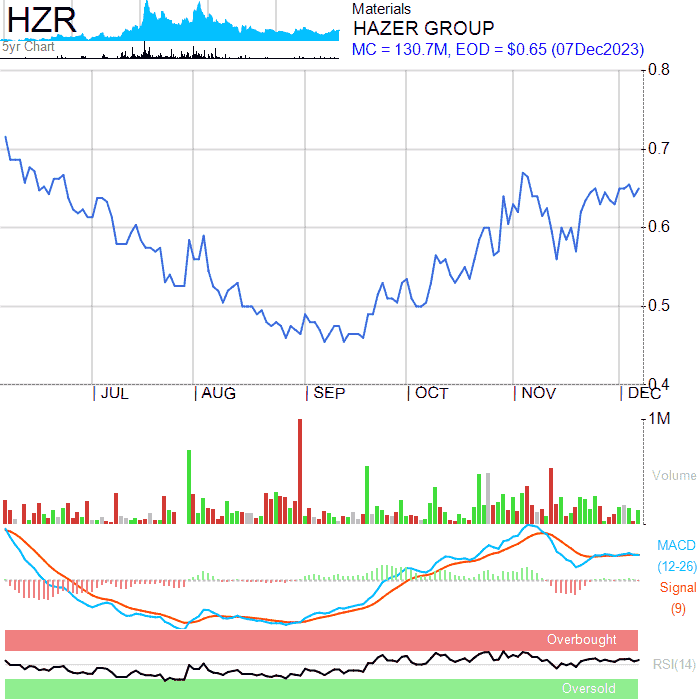 HZR
5yr Chart
Materials
HAZER GROUP
MC = 130.7M, EOD = $0.65 (07Dec2023)
0.8
0.7
0.6
0.5
0.4
JUL AUG SEP OCT NOV DEC
1M
Volume
MACD
(12-26)
Signal
(9)
Overbought
RSI(14)
Oversold